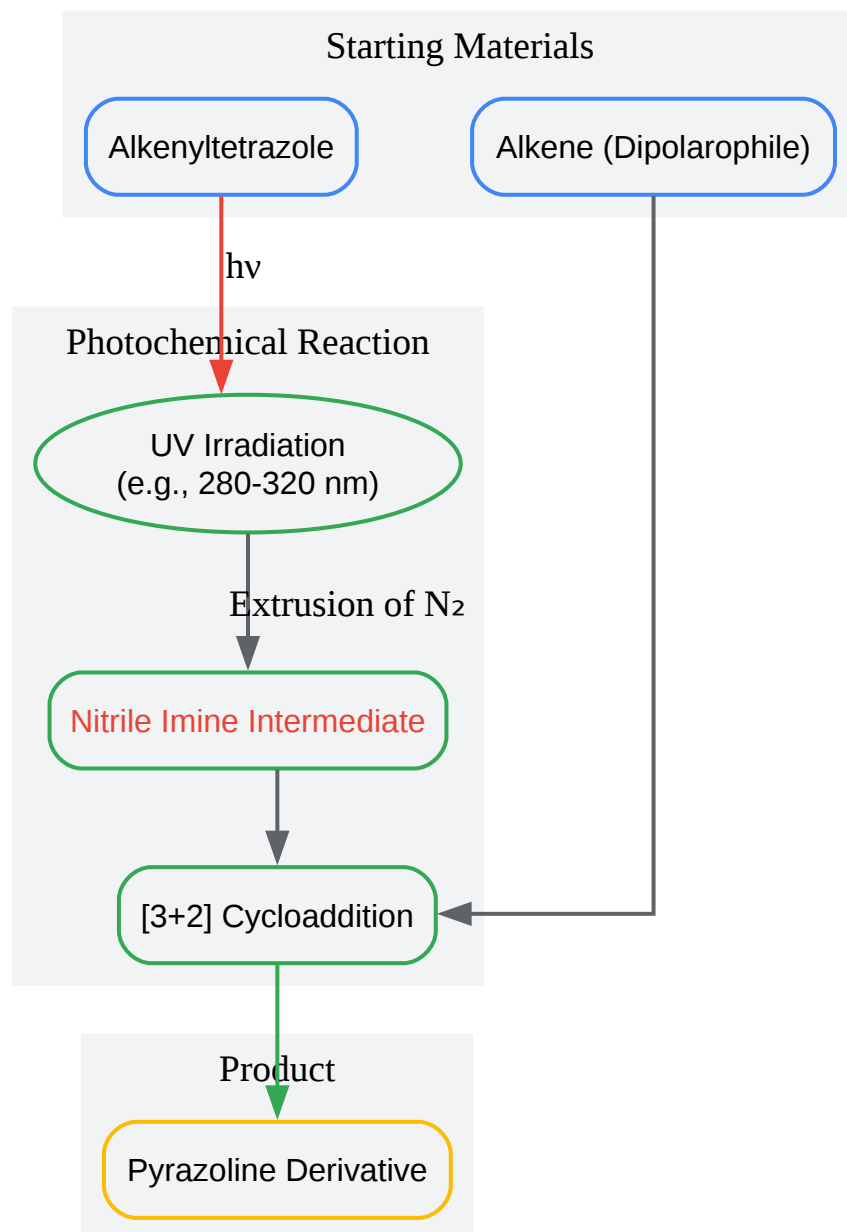 Starting Materials
Alkenyltetrazole
Alkene (Dipolarophile)
hν
Photochemical Reaction
UV Irradiation
(e.g., 280-320 nm)
Extrusion of N₂
Nitrile Imine Intermediate
[3+2] Cycloaddition
Product
Pyrazoline Derivative